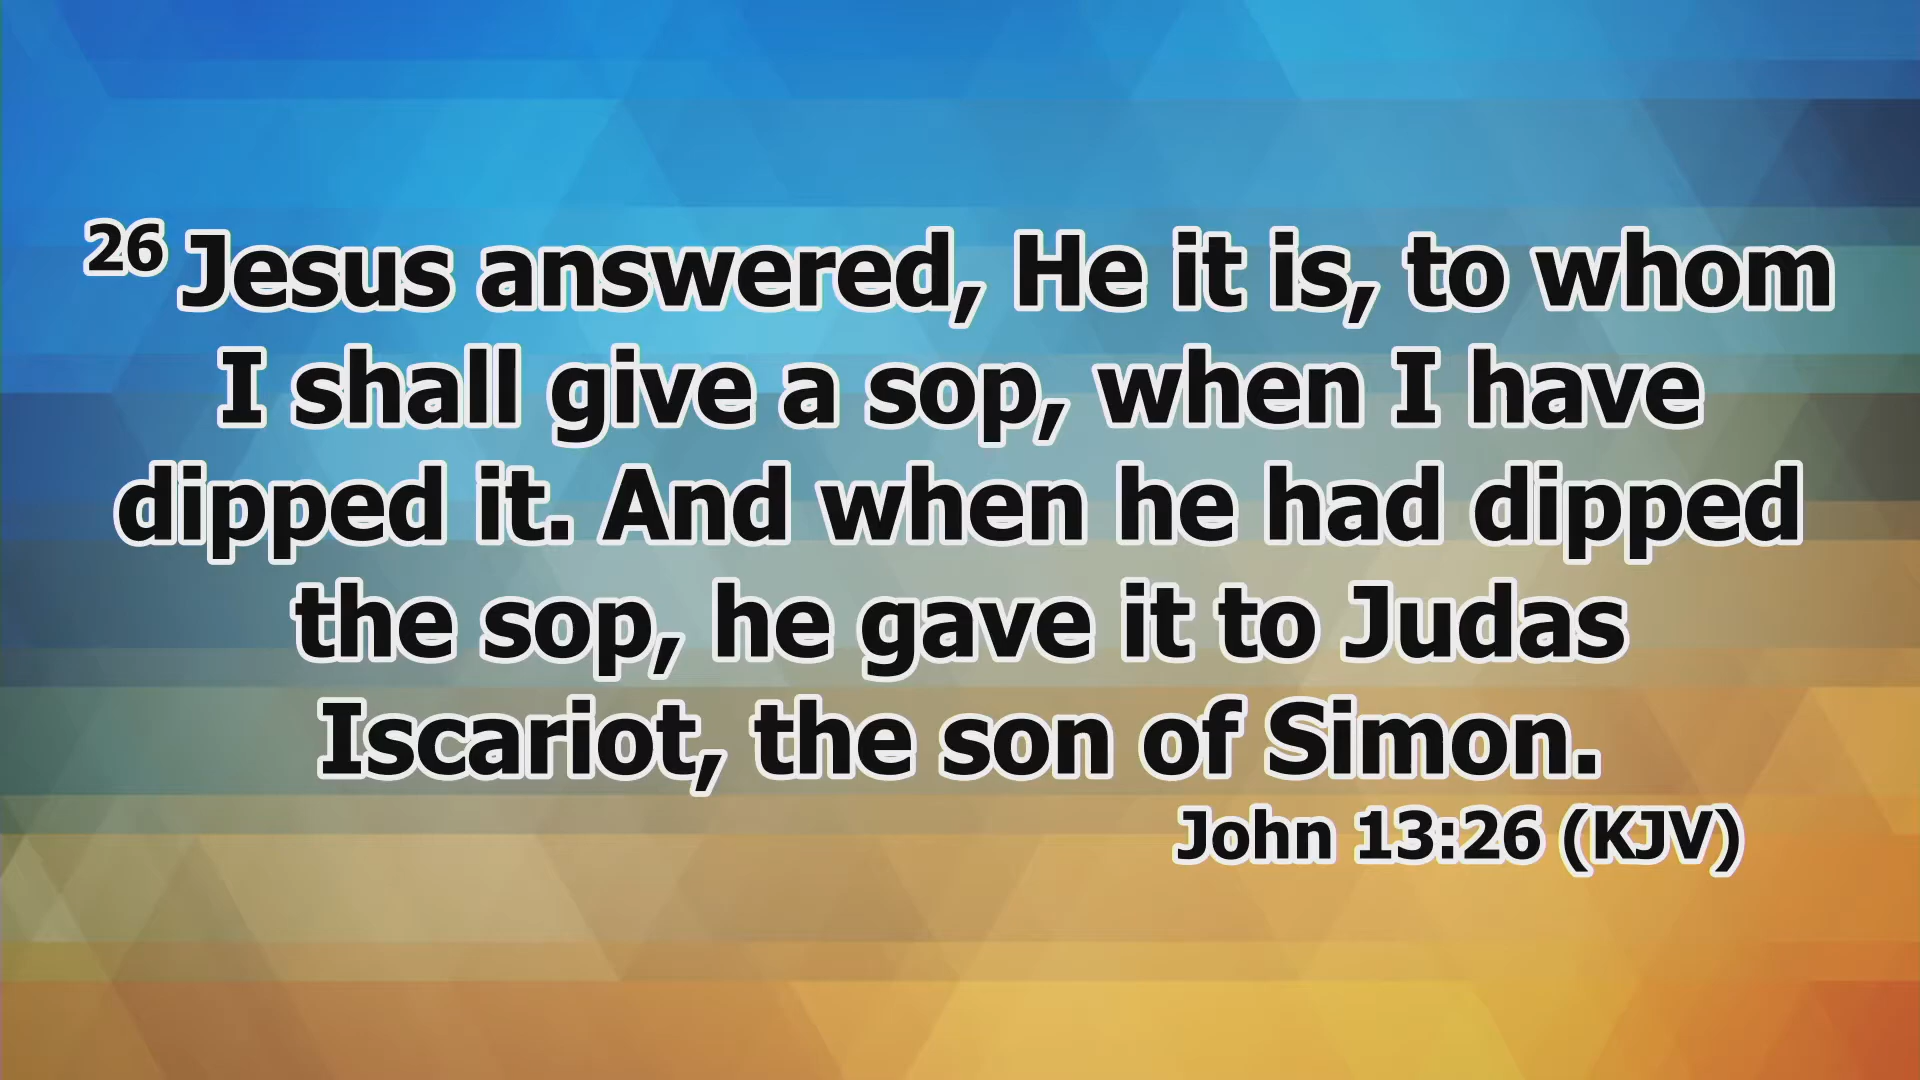 26 Jesus answered, He it is, to whom
I shall give a sop, when I have
dipped it. And when he had dipped
the sop, he gave it to Judas
Iscariot, the son of Simon.
John 13:26 (KJV)